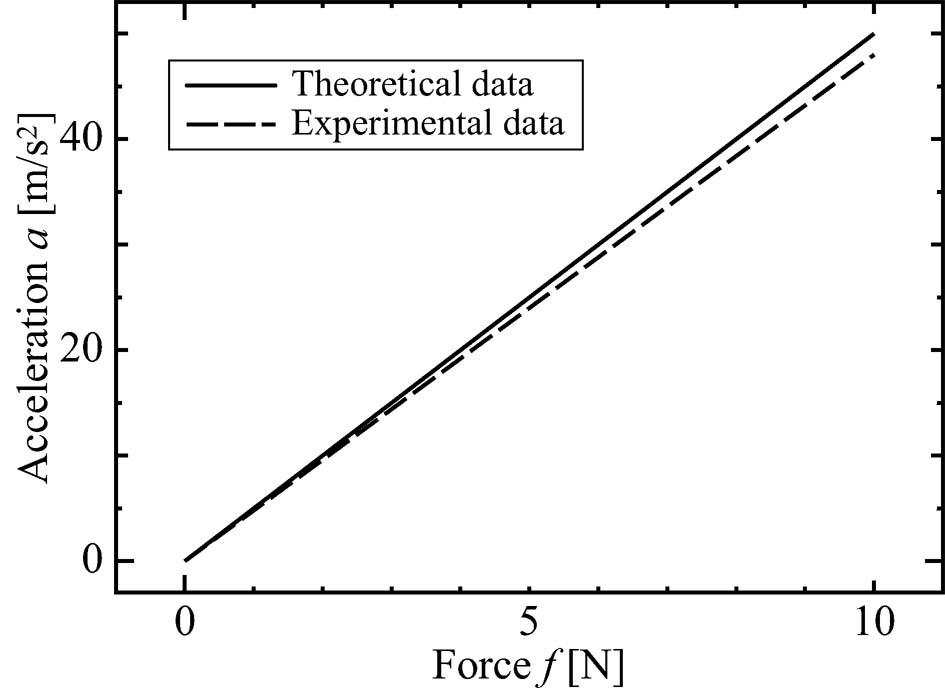 Theoretical data
Experimental data
Acceleration a [m/s²]
40
20
0
0 5 10
Force f [N]